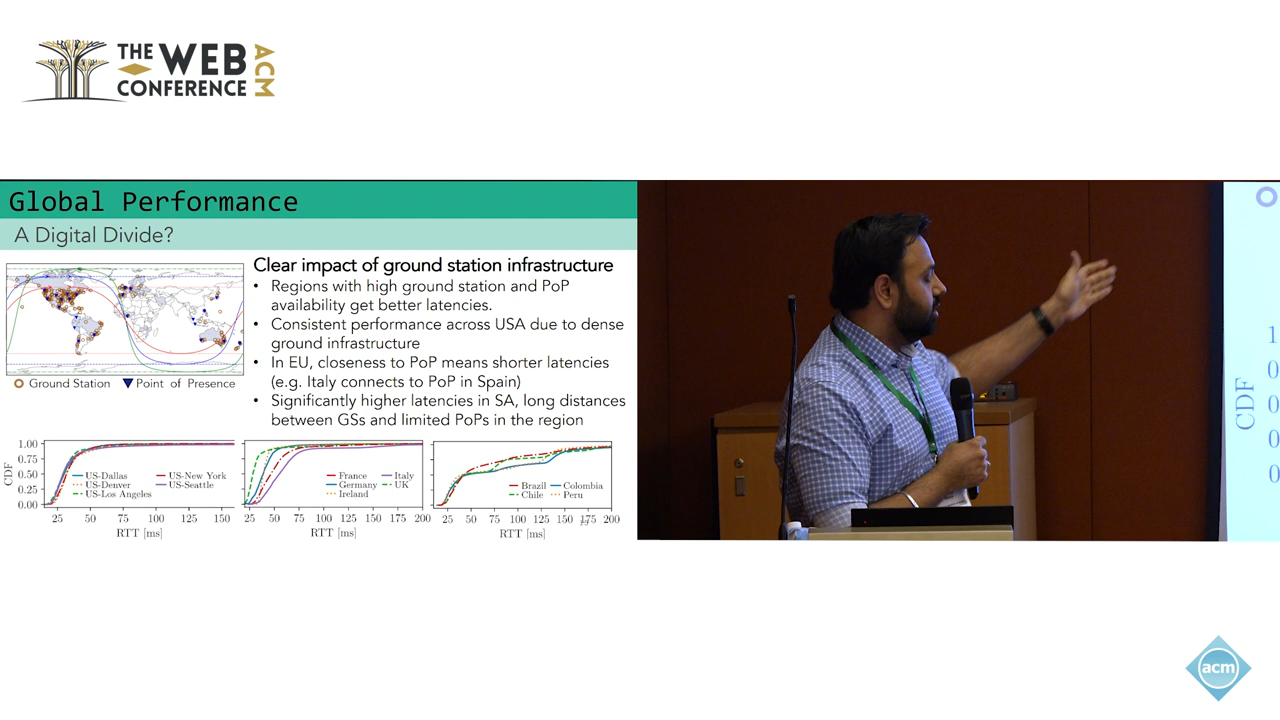 THE WEB
CONFERENCE
ACM
Global Performance
A Digital Divide?
Clear impact of ground station infrastructure
• Regions with high ground station and PoP
availability get better latencies.
• Consistent performance across USA due to dense
ground infrastructure
• In EU, closeness to PoP means shorter latencies
(e.g. Italy connects to PoP in Spain)
• Significantly higher latencies in SA, long distances
between GSs and limited PoPs in the region
Ground Station
Point of Presence
CDF
1.00
0.75
0.50
0.25
0.00
US-Dallas
US-Denver
US-Los Angeles
US-New York
US-Seattle
25 50 75 100 125 150
RTT [ms]
France
Germany
Ireland
Italy
UK
25 50 75 100 125 150 175 200
RTT [ms]
Brazil
Chile
Colombia
Peru
25 50 75 100 125 150 175 200
RTT [ms]
CDF
1
0
0
0
0
acm